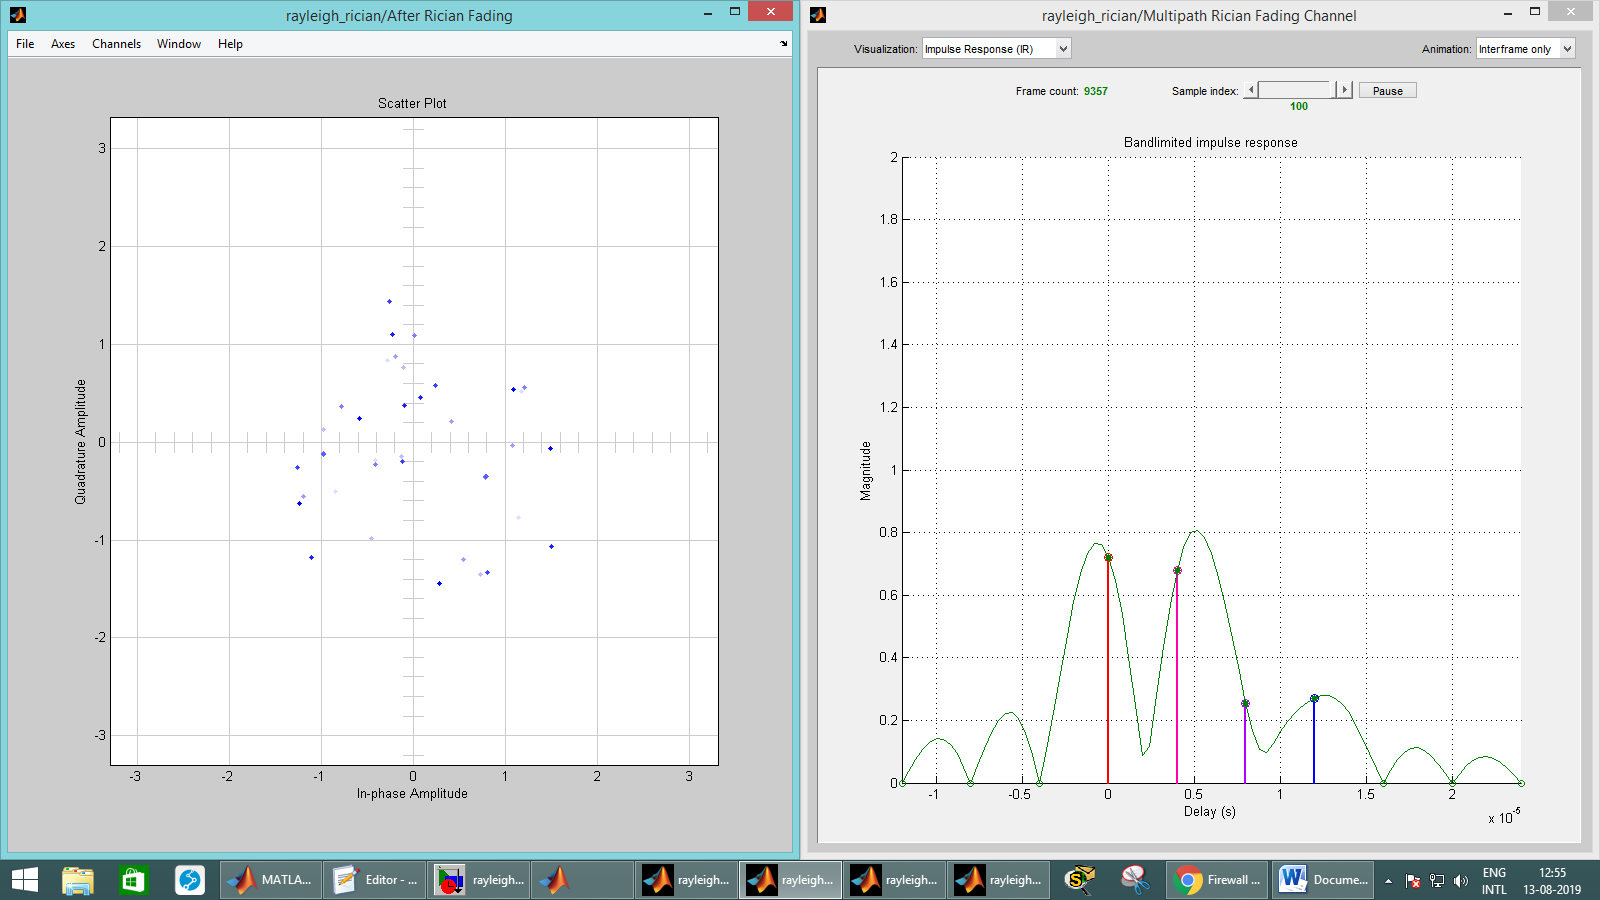 rayleigh_rician/After Rician Fading
File Axes Channels Window Help
Scatter Plot
3
2
1
0
-1
-2
-3
Quadrature Amplitude
-3 -2 -1 0 1 2 3
In-phase Amplitude
rayleigh_rician/Multipath Rician Fading Channel
Visualization: Impulse Response (IR) Animation: Interframe only
Frame count: 9357 Sample index: Pause
100
Bandlimited impulse response
2
1.8
1.6
1.4
1.2
1
0.8
0.6
0.4
0.2
0
Magnitude
-1 -0.5 0 0.5 1 1.5 2
Delay (s)
x 10-5
MATLA... Editor - ... rayleigh... rayleigh... rayleigh... rayleigh... rayleigh... Firewall ... Docume... ENG 12:55
INTL 13-08-2019